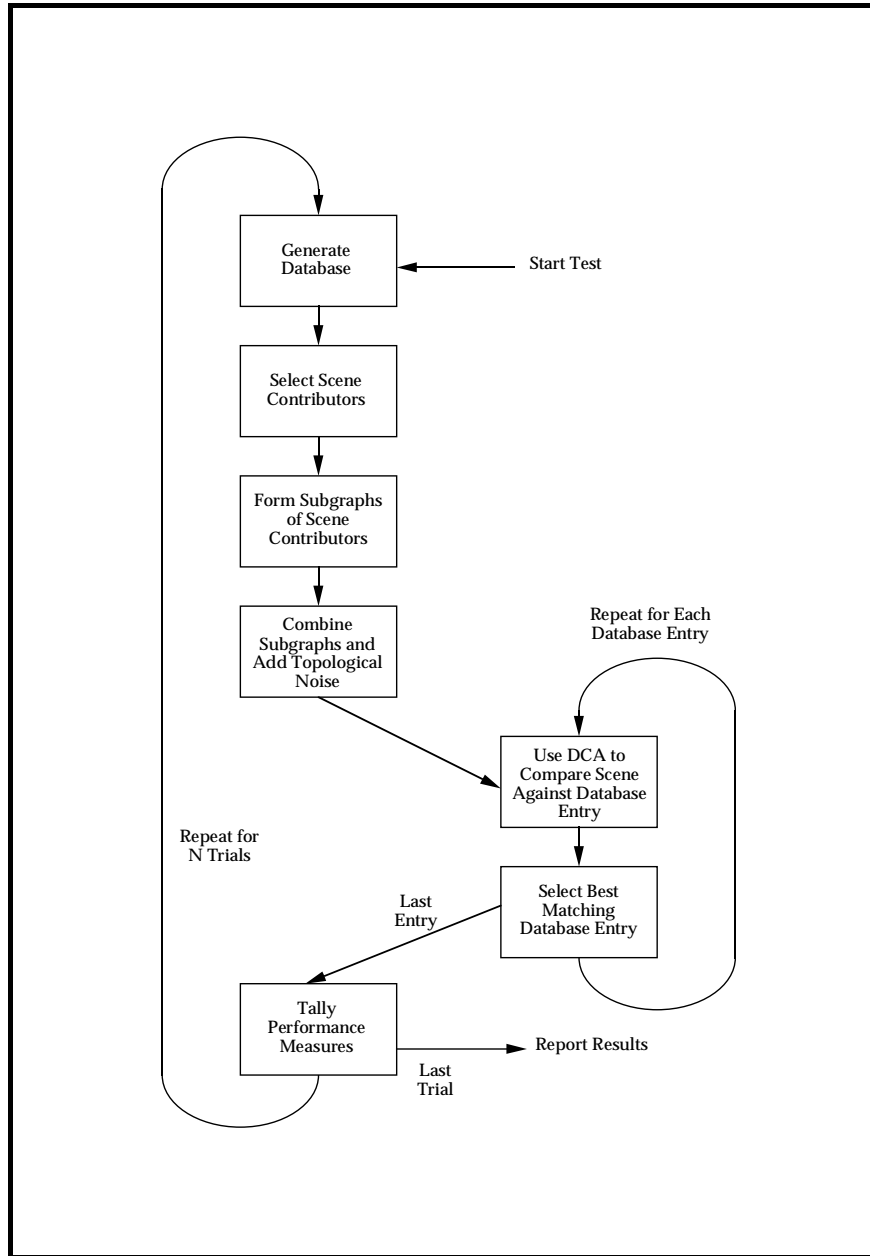 Generate
Database
Start Test
Select Scene
Contributors
Form Subgraphs
of Scene
Contributors
Combine
Subgraphs and
Add Topological
Noise
Repeat for Each
Database Entry
Use DCA to
Compare Scene
Against Database
Entry
Repeat for
N Trials
Select Best
Matching
Database Entry
Last
Entry
Tally
Performance
Measures
Report Results
Last
Trial